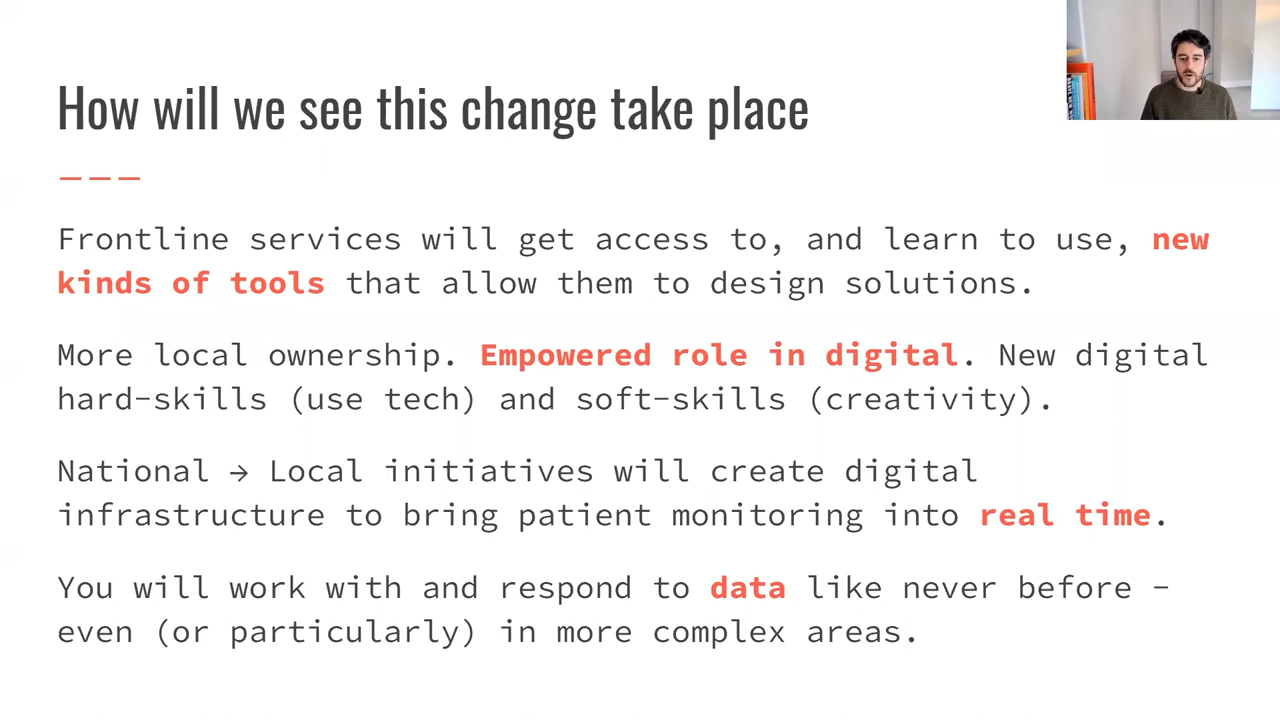 How will we see this change take place
Frontline services will get access to, and learn to use, new
kinds of tools that allow them to design solutions.
More local ownership. Empowered role in digital. New digital
hard-skills (use tech) and soft-skills (creativity).
National → Local initiatives will create digital
infrastructure to bring patient monitoring into real time.
You will work with and respond to data like never before –
even (or particularly) in more complex areas.